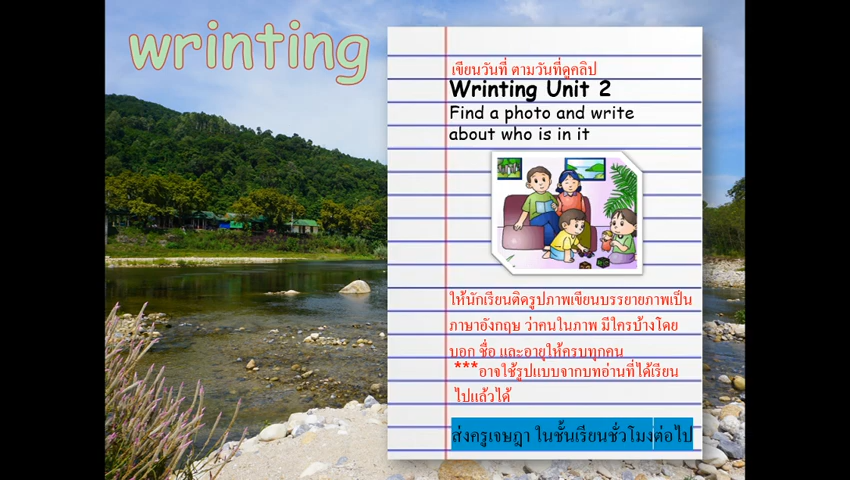 wrinting
เขียนวันที่ ตามวันที่ดูคลิป
Wrinting Unit 2
Find a photo and write
about who is in it
ให้นักเรียนติดรูปภาพเขียนบรรยายภาพเป็น
ภาษาอังกฤษ ว่าคนในภาพ มีใครบ้างโดย
บอก ชื่อ และอายุให้ครบทุกคน
***อาจใช้รูปแบบจากบทอ่านที่ได้เรียน
ไปแล้วได้
ส่งครูเจษฎา ในชั้นเรียนชั่วโมงต่อไป